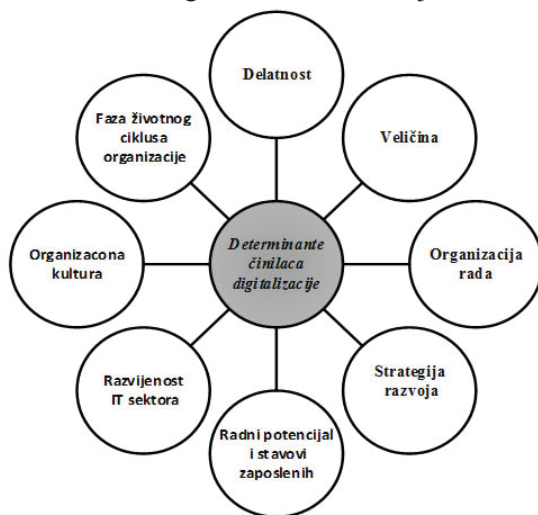 Delatnost
Veličina
Organizacija
rada
Strategija
razvoja
Radni potencijal
i stavovi
zaposlenih
Razvijenost
IT sektora
Organizacona
kultura
Faza životnog
ciklusa
organizacije
Determinante
činilaca
digitalizacije